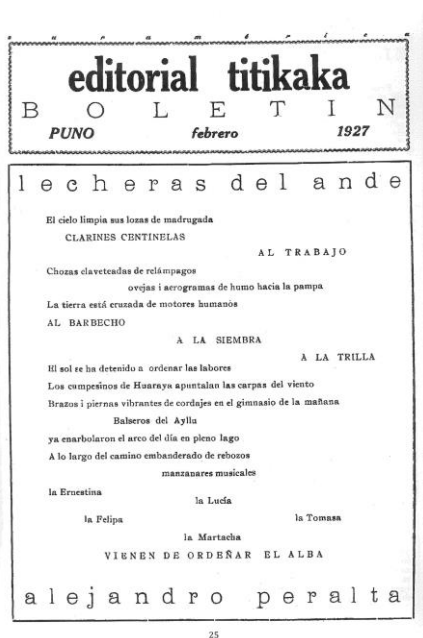 euramérica
editorial titikaka
BOLETIN
PUNO febrero 1927
lecheras del ande
El cielo limpia sus lozas de madrugada
CLARINES CENTINELAS
AL TRABAJO
Chozas claveteadas de relámpagos
ovejas i aerogramas de humo hacia la pampa
La tierra está cruzada de motores humanos
AL BARBECHO
A LA SIEMBRA
A LA TRILLA
El sol se ha detenido a ordenar las labores
Los campesinos de Huaraya apuntalan las carpas del viento
Brazos i piernas vibrantes de cordajes en el gimnasio de la mañana
Balseros del Ayllu
ya enarbolaron el arco del día en pleno lago
A lo largo del camino embanderado de rebozos
manzanares musicales
la Ernestina
la Lucía
la Felipa la Tomasa
la Martacha
VIENEN DE ORDEÑAR EL ALBA
alejandro peralta
25